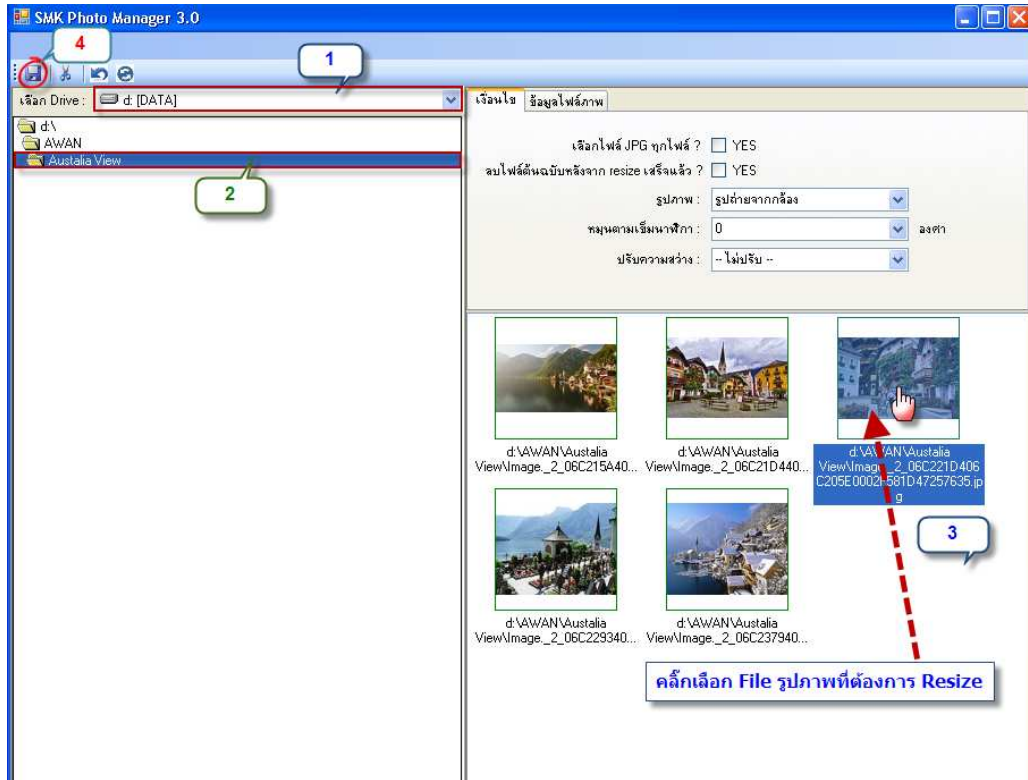 SMK Photo Manager 3.0
4
1
เลือก Drive : d: [DATA]
d:\
AWAN
Austalia View
2
เงื่อนไข ข้อมูลไฟล์ภาพ
เลือกไฟล์ JPG ทุกไฟล์ ? YES
ลบไฟล์ต้นฉบับหลังจาก resize เสร็จแล้ว ? YES
รูปภาพ : รูปถ่ายจากกล้อง
หมุนตามเข็มนาฬิกา : 0 องศา
ปรับความสว่าง : -- ไม่ปรับ --
d:\AWAN\Austalia
View\Image._2_06C215A40...
d:\AWAN\Austalia
View\Image._2_06C21D440...
d:\AWAN\Austalia
View\Image._2_06C221D406
g
d:\AWAN\Austalia
View\Image._2_06C229340...
d:\AWAN\Austalia
View\Image._2_06C237940...
3
คลิ๊กเลือก File รูปภาพที่ต้องการ Resize